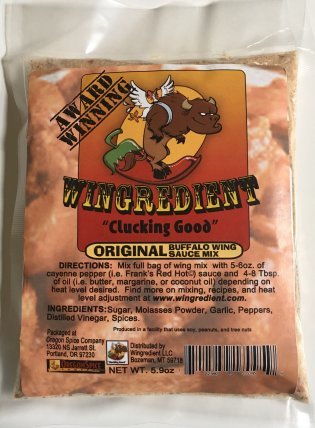 AWARD
WINNING
WINGREDIENT
"Clucking Good"
ORIGINAL BUFFALO WING
SAUCE MIX
DIRECTIONS: Mix full bag of wing mix with 5-6oz. of
cayenne pepper (i.e. Frank's Red Hot©) sauce and 4-8 Tbsp.
of oil (i.e. butter, margarine, or coconut oil) depending on
heat level desired. Find more on mixing, recipes, and heat
level adjustment at www.wingredient.com.
INGREDIENTS: Sugar, Molasses Powder, Garlic, Peppers,
Distilled Vinegar, Spices.
Produced in a facility that uses soy, peanuts, and tree nuts
Packaged at
Oregon Spice Company
13320 NS Jarrett St.
Portland, OR 97230
OREGON SPICE
Distributed by
Wingredient LLC
Bozeman, MT 59718
NET WT. 5.9oz